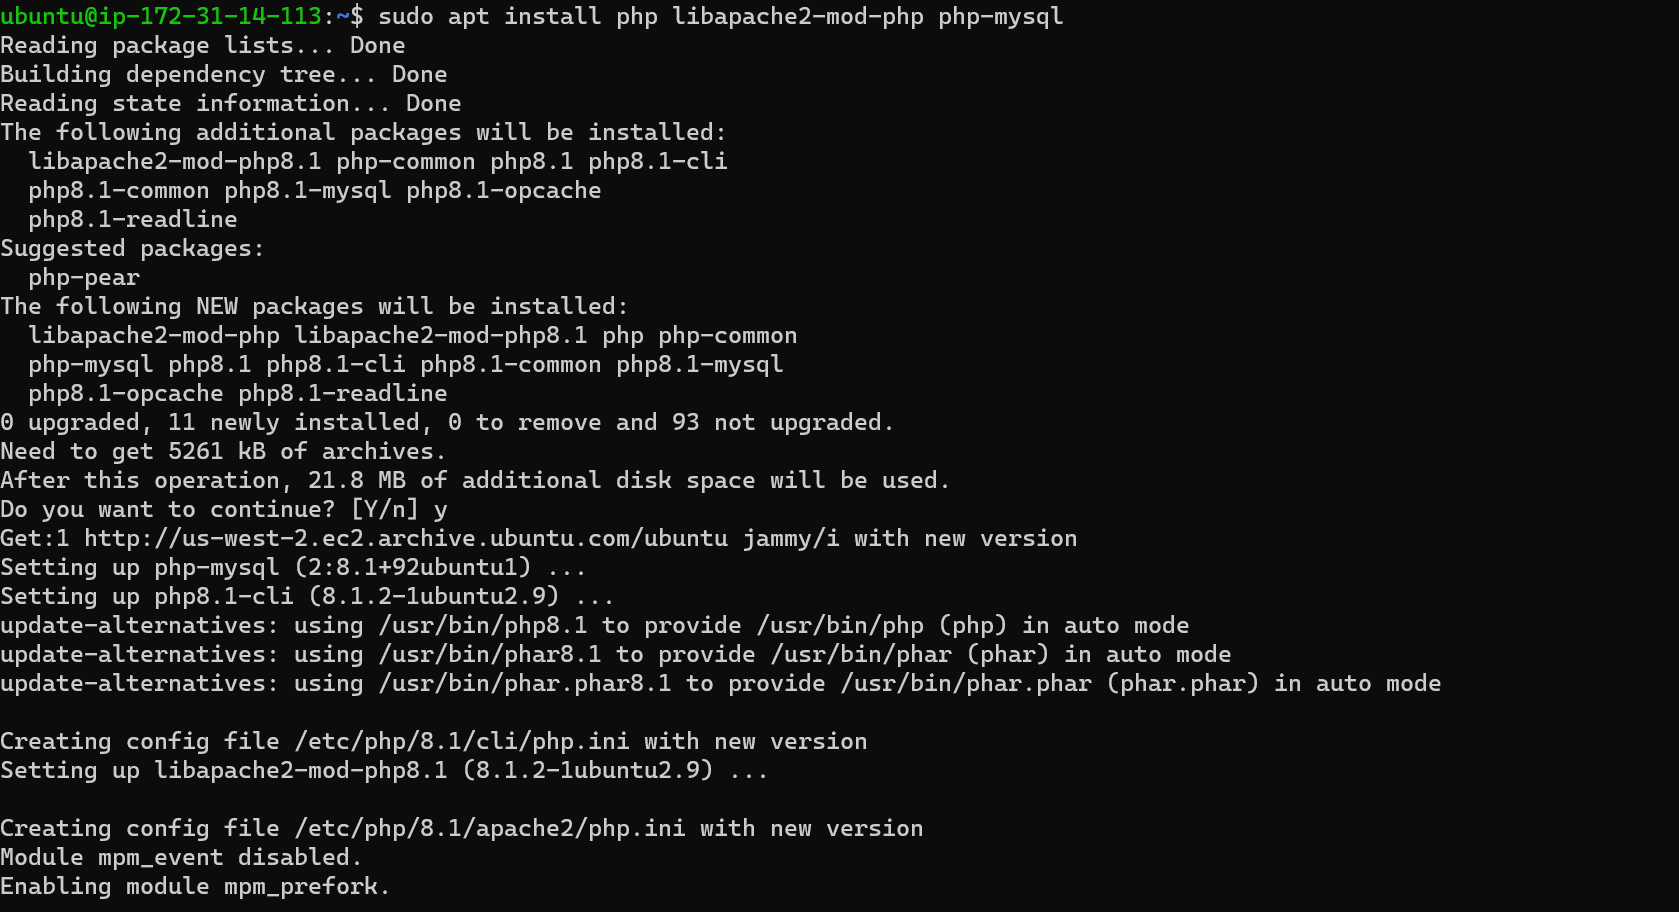 ubuntu@ip-172-31-14-113:~$ sudo apt install php libapache2-mod-php php-mysql
Reading package lists... Done
Building dependency tree... Done
Reading state information... Done
The following additional packages will be installed:
  libapache2-mod-php8.1 php-common php8.1 php8.1-cli
  php8.1-common php8.1-mysql php8.1-opcache
  php8.1-readline
Suggested packages:
  php-pear
The following NEW packages will be installed:
  libapache2-mod-php libapache2-mod-php8.1 php php-common
  php-mysql php8.1 php8.1-cli php8.1-common php8.1-mysql
  php8.1-opcache php8.1-readline
0 upgraded, 11 newly installed, 0 to remove and 93 not upgraded.
Need to get 5261 kB of archives.
After this operation, 21.8 MB of additional disk space will be used.
Do you want to continue? [Y/n] y
Get:1 http://us-west-2.ec2.archive.ubuntu.com/ubuntu jammy/i with new version
Setting up php-mysql (2:8.1+92ubuntu1) ...
Setting up php8.1-cli (8.1.2-1ubuntu2.9) ...
update-alternatives: using /usr/bin/php8.1 to provide /usr/bin/php (php) in auto mode
update-alternatives: using /usr/bin/phar8.1 to provide /usr/bin/phar (phar) in auto mode
update-alternatives: using /usr/bin/phar.phar8.1 to provide /usr/bin/phar.phar (phar.phar) in auto mode

Creating config file /etc/php/8.1/cli/php.ini with new version
Setting up libapache2-mod-php8.1 (8.1.2-1ubuntu2.9) ...

Creating config file /etc/php/8.1/apache2/php.ini with new version
Module mpm_event disabled.
Enabling module mpm_prefork.